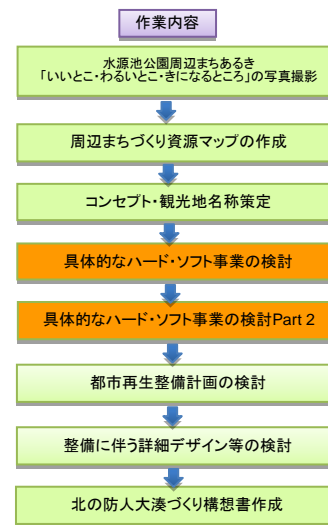 作業内容
水源池公園周辺まちあるき
「いいとこ・わるいとこ・きになるところ」の写真撮影
周辺まちづくり資源マップの作成
コンセプト・観光地名称策定
具体的なハード・ソフト事業の検討
具体的なハード・ソフト事業の検討Part 2
都市再生整備計画の検討
整備に伴う詳細デザイン等の検討
北の防人大湊づくり構想書作成